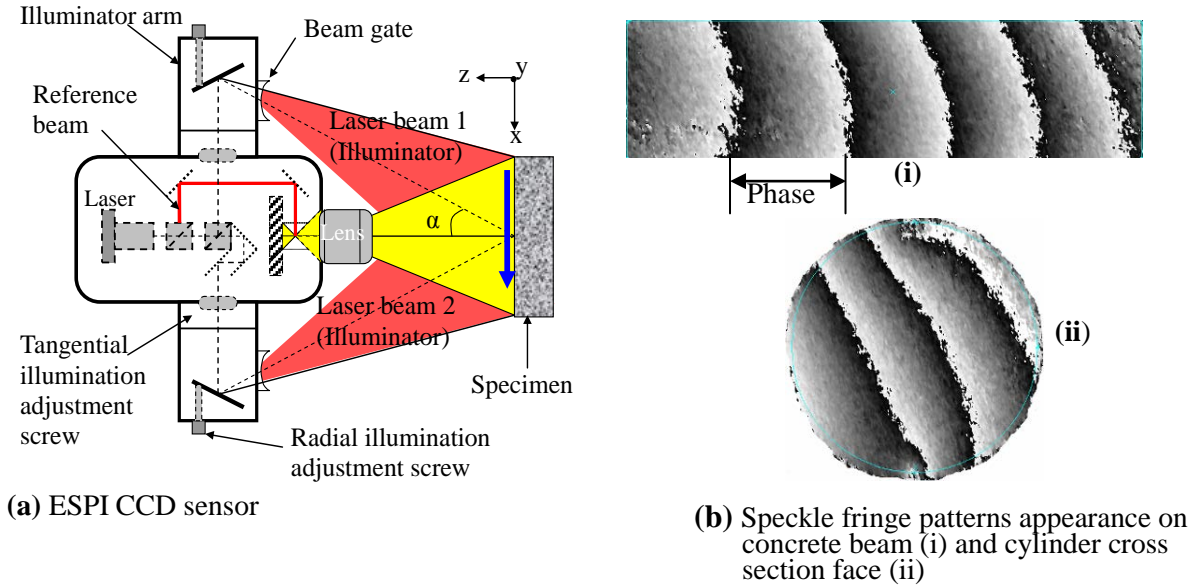 Illuminator arm
Beam gate
Reference
beam
z
y
x
Laser beam 1
(Illuminator)
Laser
Lens
α
Laser beam 2
(Illuminator)
Tangential
illumination
adjustment
screw
Specimen
Radial illumination
adjustment screw
(a) ESPI CCD sensor
(i)
Phase
(ii)
(b) Speckle fringe patterns appearance on
concrete beam (i) and cylinder cross
section face (ii)